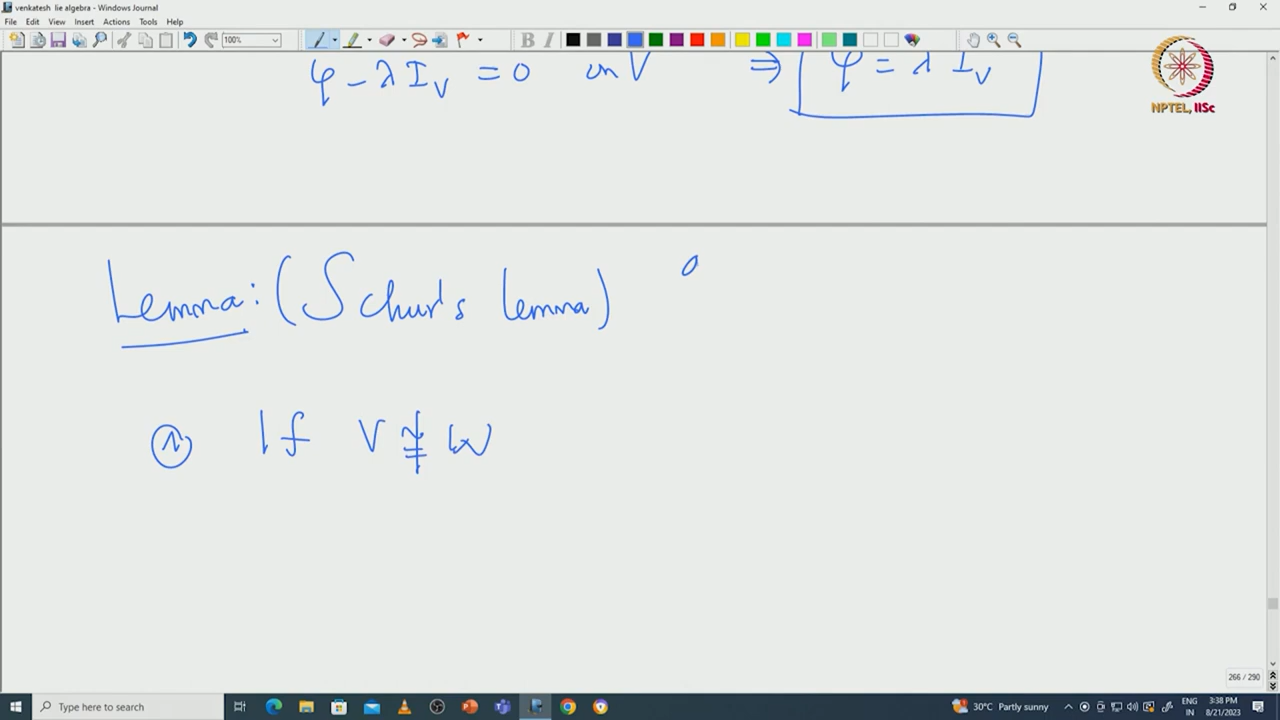 venkatesh lie algebra - Windows Journal
File Edit View Insert Actions Tools Help
100%
B I
φ - λ I_V = 0 on V ⇒ φ = λ I_V
NPTEL, IISc
Lemma: (Schur's lemma)
① If V ≇ W
266 / 290
Type here to search
30°C Partly sunny
ENG
IN
3:38 PM
8/21/2023